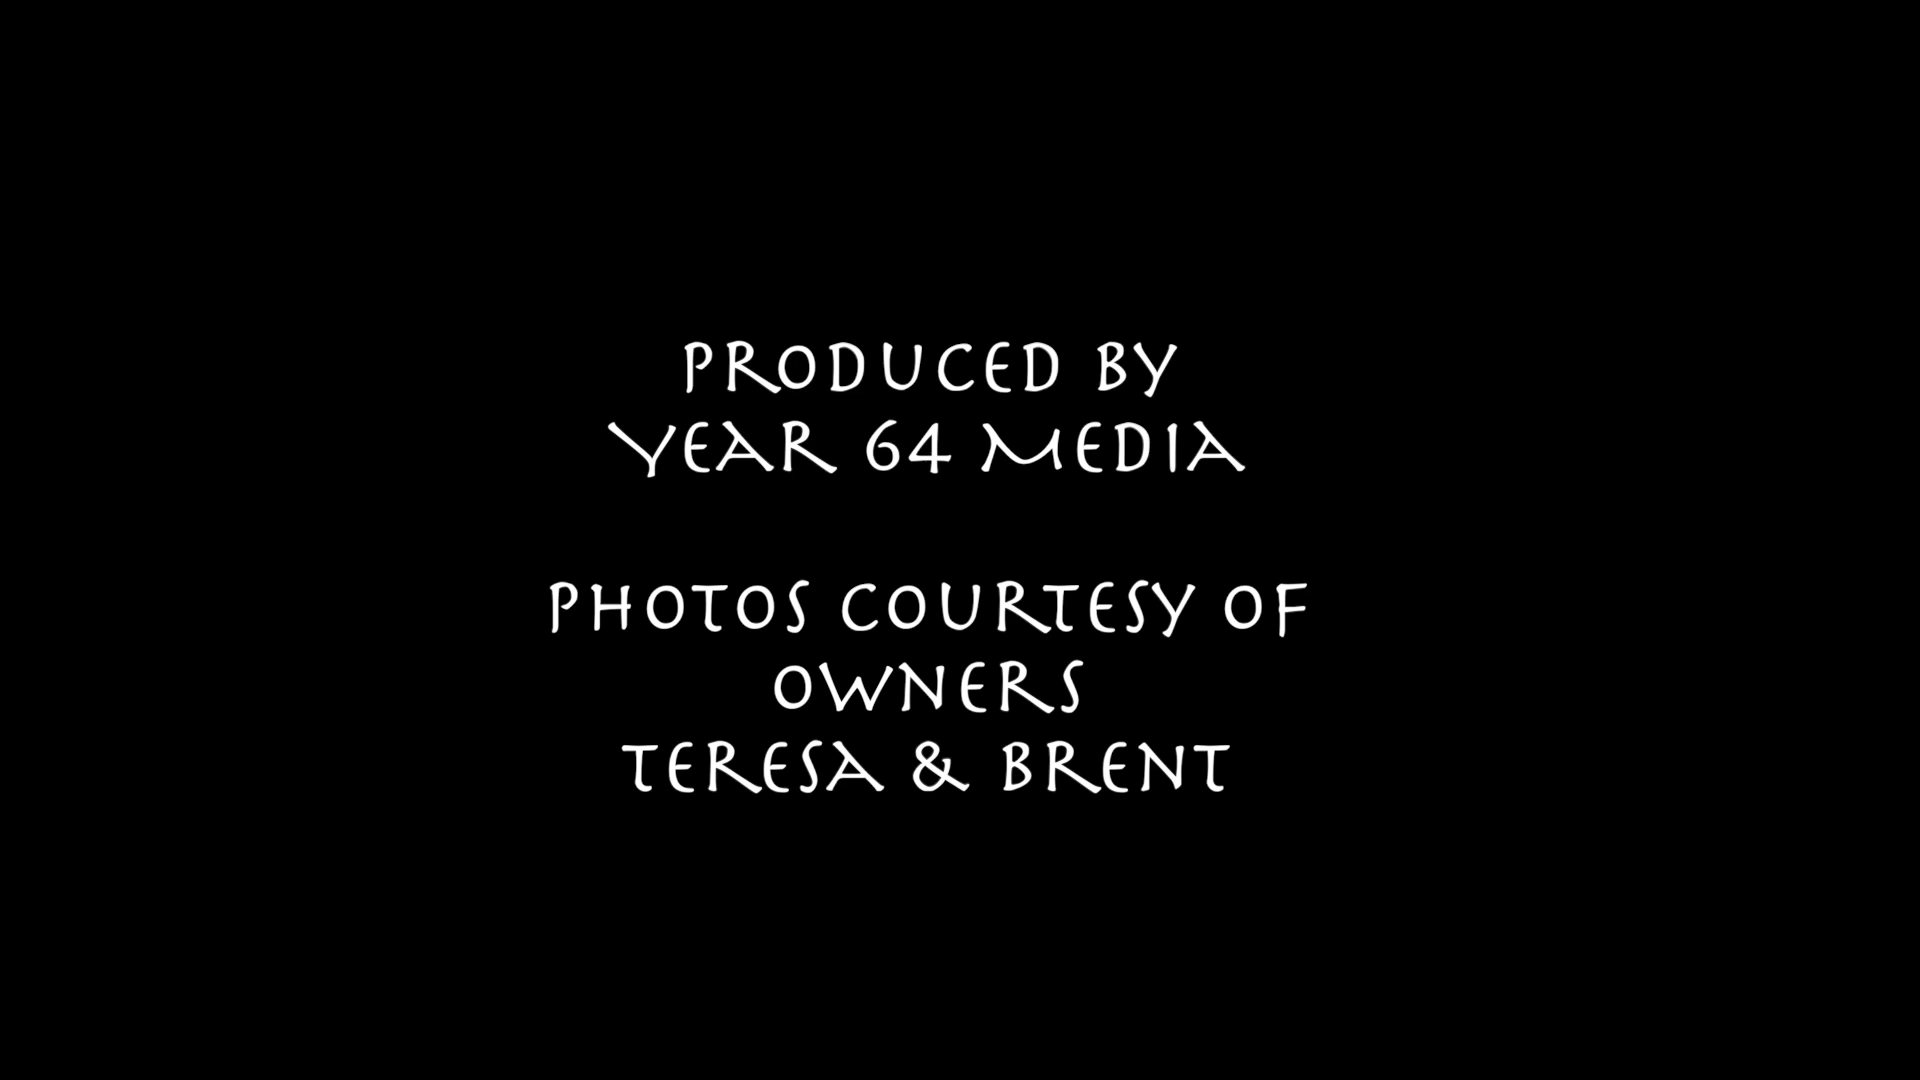 PRODUCED BY
YEAR 64 MEDIA
PHOTOS COURTESY OF
OWNERS
TERESA & BRENT